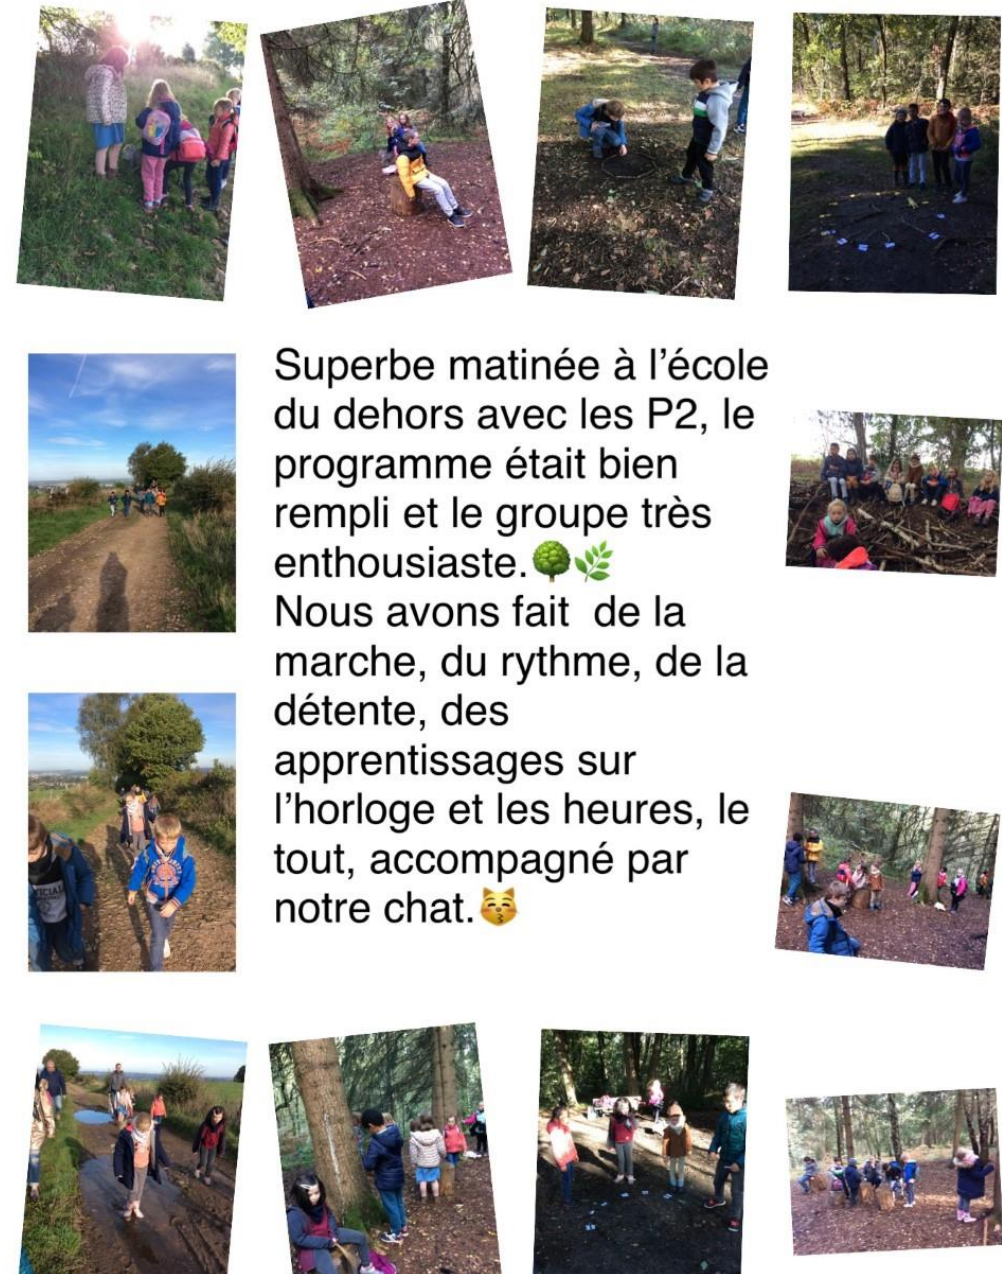 Superbe matinée à l’école
du dehors avec les P2, le
programme était bien
rempli et le groupe très
enthousiaste.🌳🌿
Nous avons fait  de la
marche, du rythme, de la
détente, des
apprentissages sur
l’horloge et les heures, le
tout, accompagné par
notre chat.😽